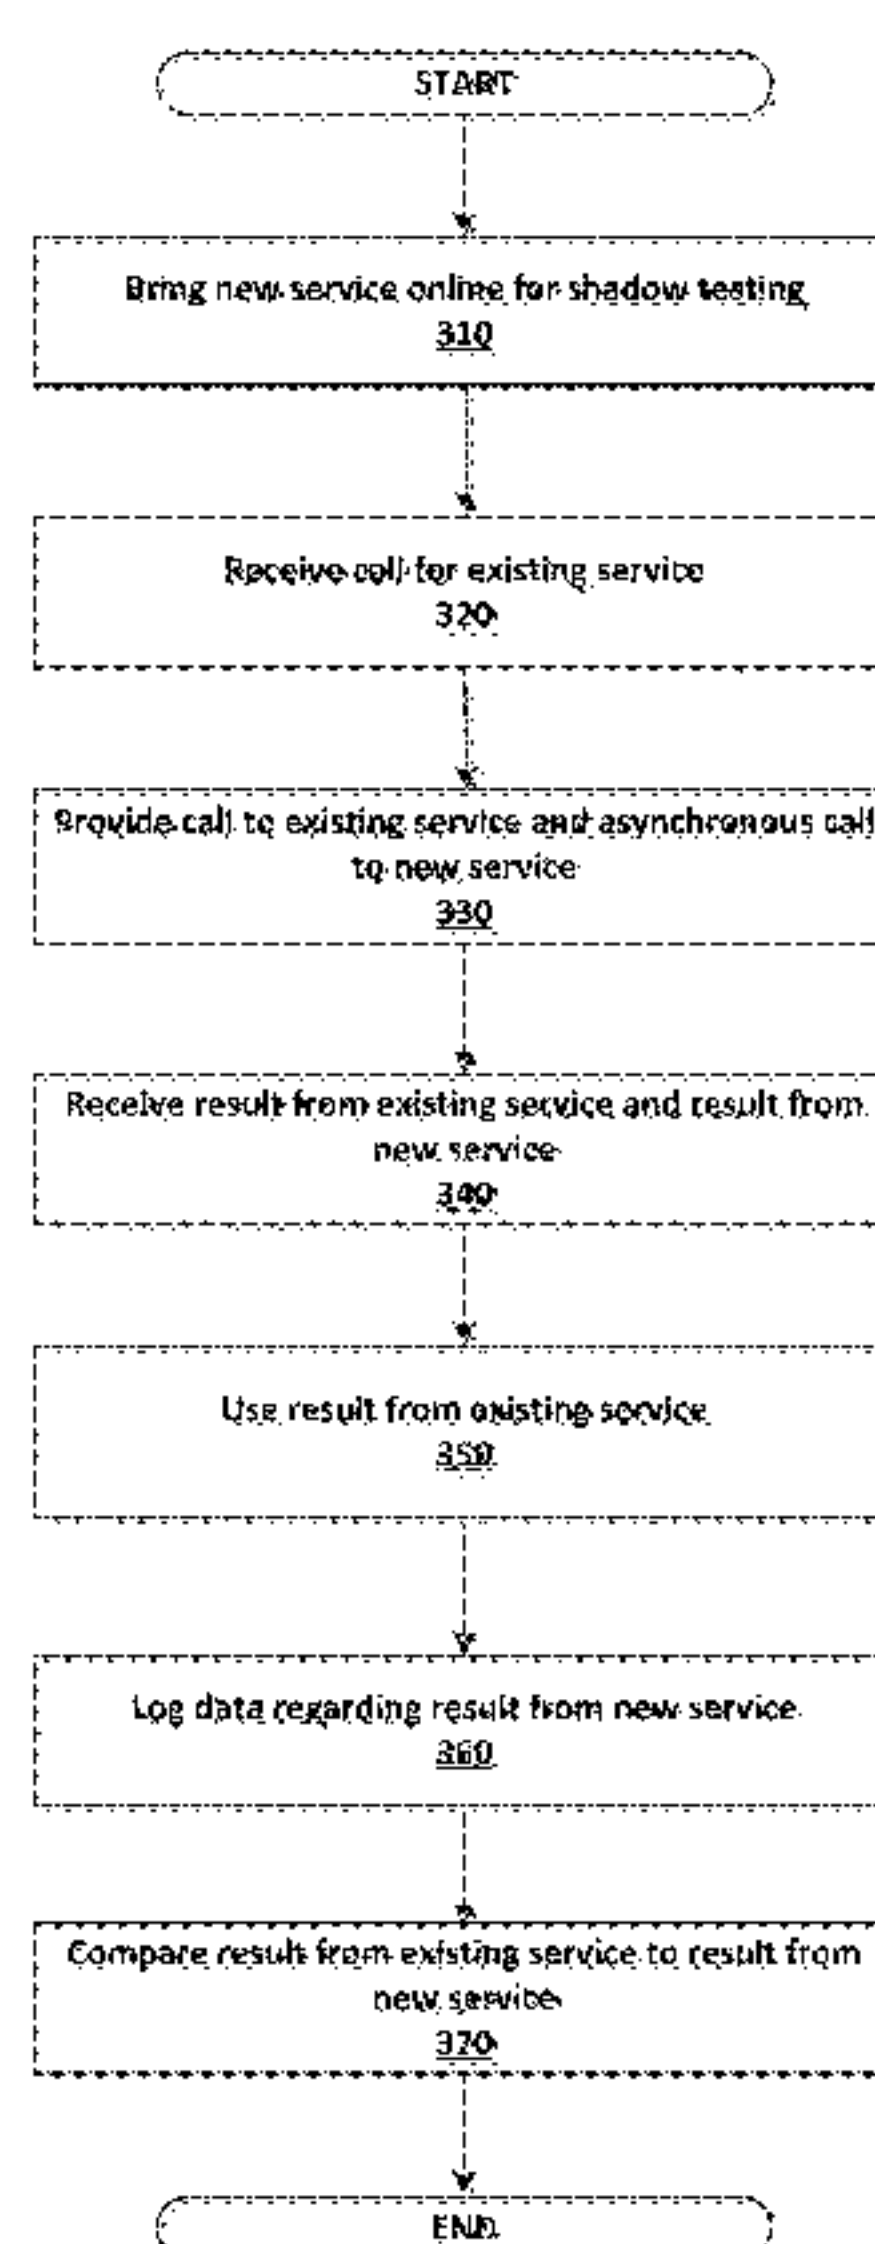 START
Bring new service online for shadow testing
310
Receive call for existing service
320
Provide call to existing service and asynchronous call
to new service
330
Receive result from existing service and result from
new service
340
Use result from existing service
350
Log data regarding result from new service
360
Compare result from existing service to result from
new service
370
END